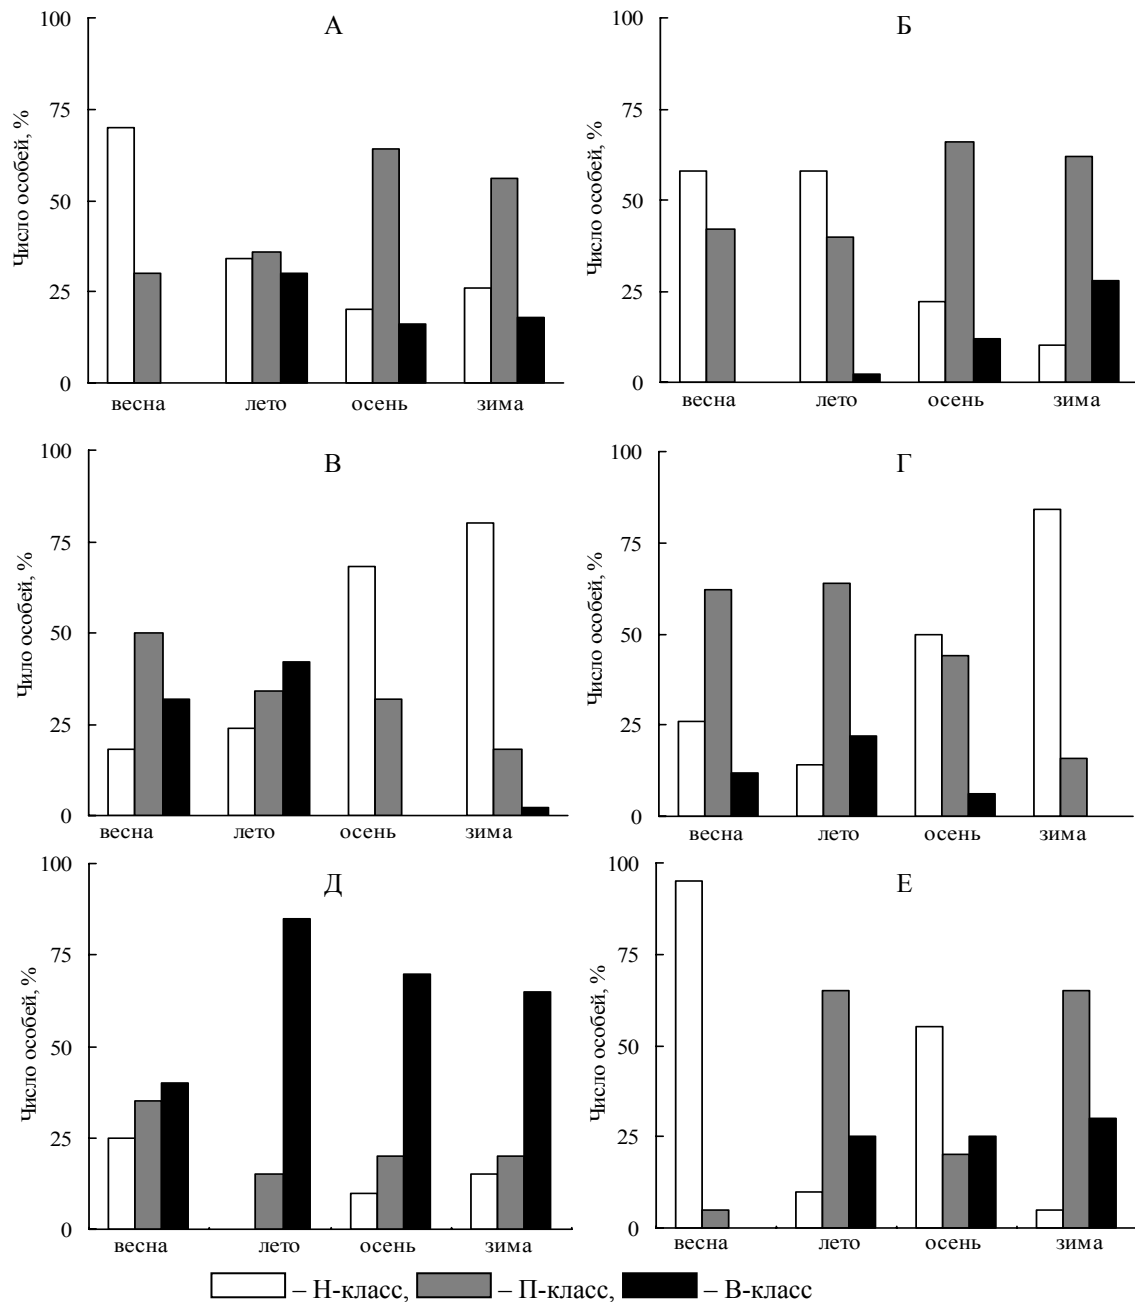 А
Число особей, %
100
75
50
25
0
весна лето осень зима
Б
Число особей, %
100
75
50
25
0
весна лето осень зима
В
Чило особей, %
100
75
50
25
0
весна лето осень зима
Г
Число особей, %
100
75
50
25
0
весна лето осень зима
Д
Число особей, %
100
75
50
25
0
весна лето осень зима
Е
Число особей, %
100
75
50
25
0
весна лето осень зима
– Н-класс, – П-класс, – В-класс